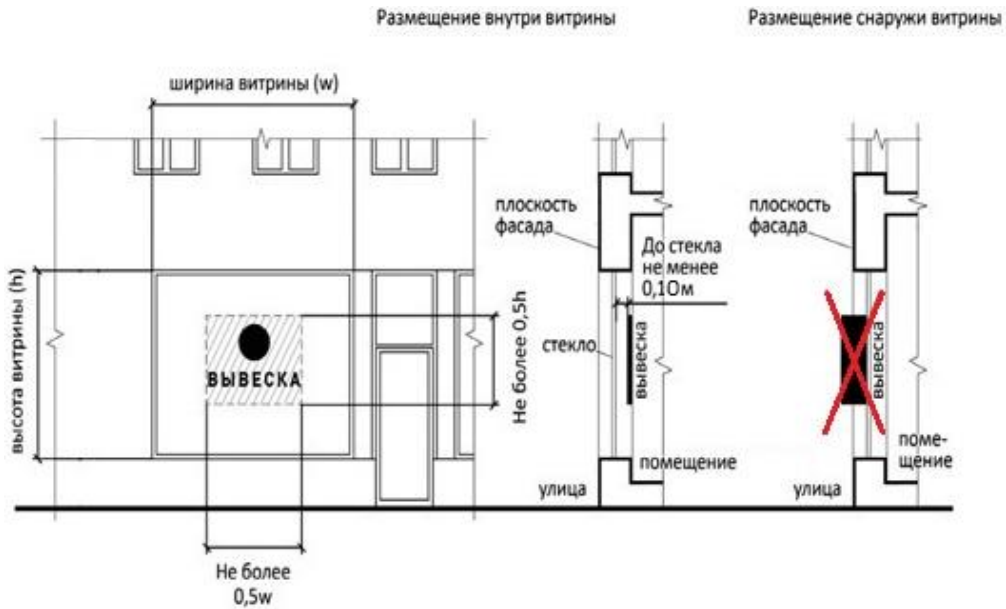 Размещение внутри витрины
Размещение снаружи витрины
ширина витрины (w)
высота витрины (h)
ВЫВЕСКА
Не более 0,5h
Не более
0,5w
плоскость
фасада
До стекла
не менее
0,10м
стекло
вывеска
помещение
улица
плоскость
фасада
вывеска
поме-
щение
улица